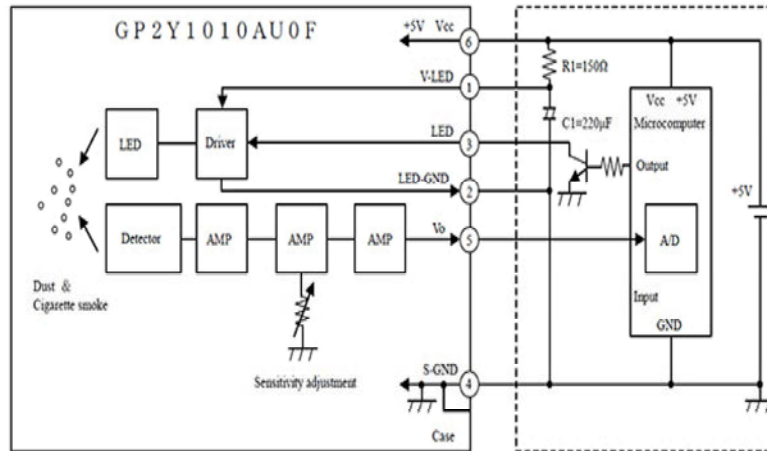 GP2Y1010AU0F
+5V Vcc
6
R1=150Ω
V-LED
1
Vcc +5V
C1=220μF
Microcomputer
LED
Driver
LED
3
Output
LED-GND
2
+5V
Detector
AMP
AMP
AMP
Vo
5
A/D
Dust &
Cigarette smoke
Input
GND
Sensitivity adjustment
S-GND
4
Case